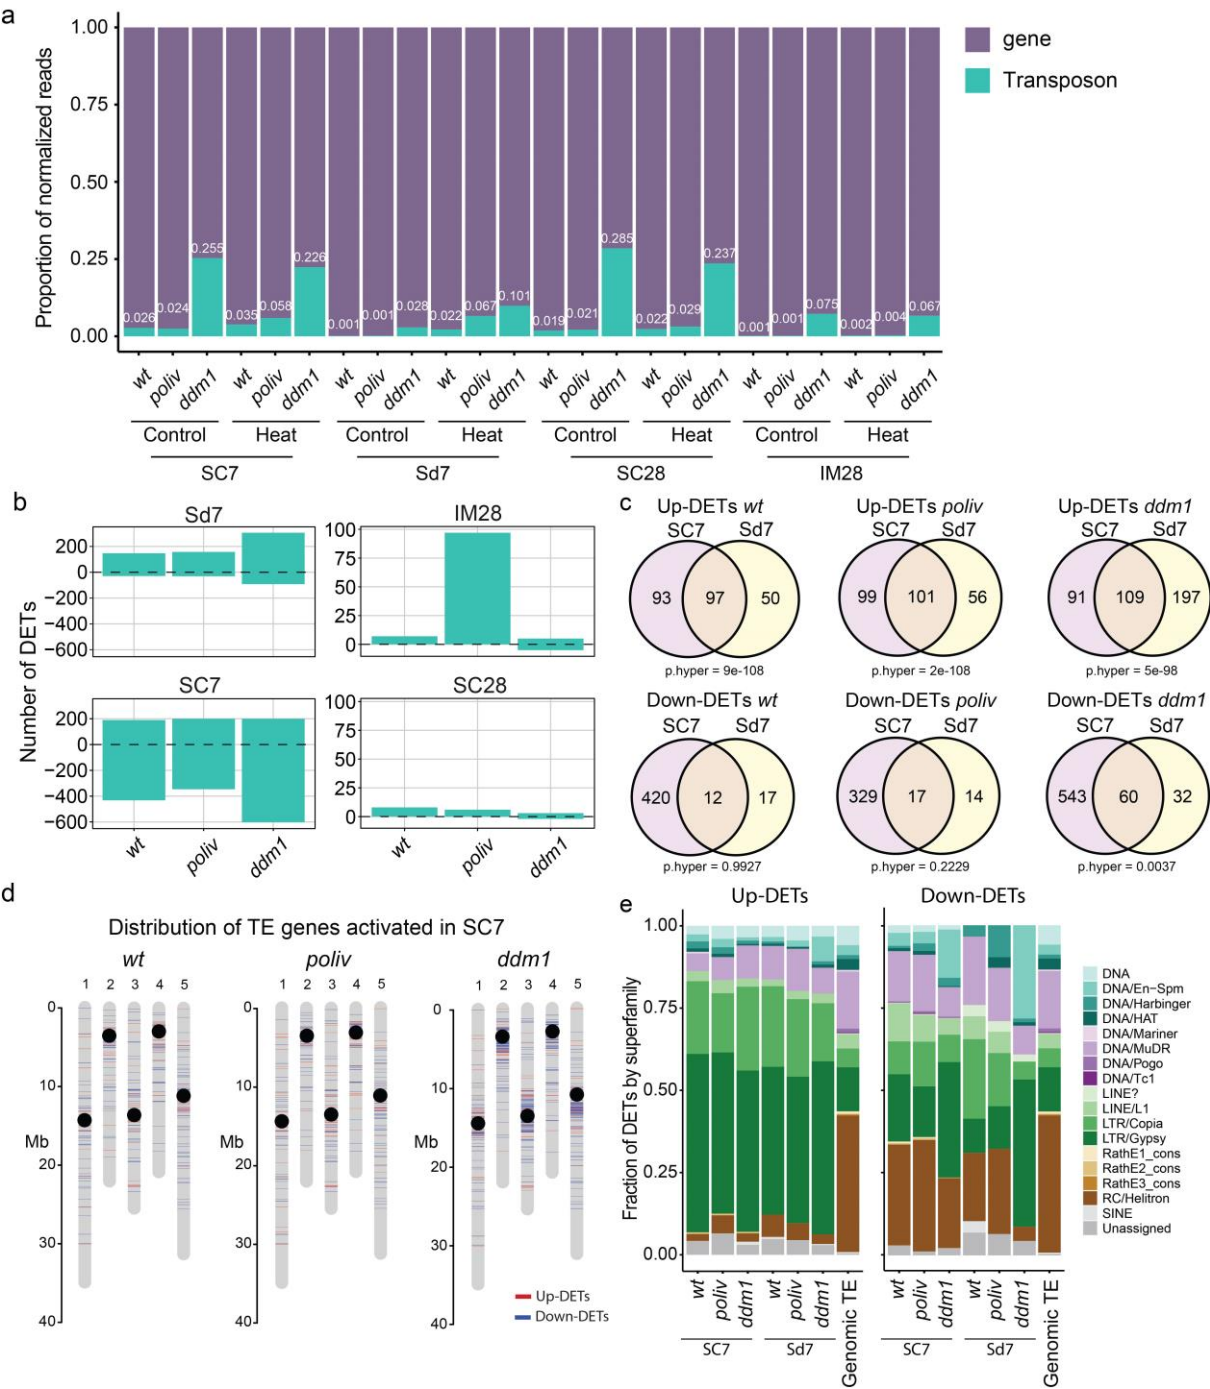 a
1.00
0.75
0.50
0.25
0.00
Proportion of normalized reads
0.026 0.024 0.255 0.035 0.058 0.226 0.001 0.001 0.028 0.022 0.067 0.101 0.019 0.021 0.285 0.022 0.029 0.237 0.001 0.001 0.075 0.002 0.004 0.067
wt poliv ddm1 wt poliv ddm1 wt poliv ddm1 wt poliv ddm1 wt poliv ddm1 wt poliv ddm1 wt poliv ddm1 wt poliv ddm1
Control Heat Control Heat Control Heat Control Heat
SC7 Sd7 SC28 IM28
gene
Transposon
b
Number of DETs
Sd7
200
0
−200
−400
−600
IM28
100
75
50
25
0
SC7
200
0
−200
−400
−600
SC28
100
75
50
25
0
wt poliv ddm1 wt poliv ddm1
c
Up-DETs wt Up-DETs poliv Up-DETs ddm1
SC7 Sd7 SC7 Sd7 SC7 Sd7
93 97 50 99 101 56 91 109 197
p.hyper = 9e-108 p.hyper = 2e-108 p.hyper = 5e-98
Down-DETs wt Down-DETs poliv Down-DETs ddm1
SC7 Sd7 SC7 Sd7 SC7 Sd7
420 12 17 329 17 14 543 60 32
p.hyper = 0.9927 p.hyper = 0.2229 p.hyper = 0.0037
d
Distribution of TE genes activated in SC7
wt poliv ddm1
1 2 3 4 5 1 2 3 4 5 1 2 3 4 5
0 0 0
10 10 10
Mb Mb Mb
20 20 20
30 30 30
40 40 40
Up-DETs
Down-DETs
e
Up-DETs Down-DETs
Fraction of DETs by superfamily
1.00
0.75
0.50
0.25
0.00
wt poliv ddm1 wt poliv ddm1 Genomic TE wt poliv ddm1 wt poliv ddm1 Genomic TE
SC7 Sd7 SC7 Sd7
DNA
DNA/En−Spm
DNA/Harbinger
DNA/HAT
DNA/Mariner
DNA/MuDR
DNA/Pogo
DNA/Tc1
LINE?
LINE/L1
LTR/Copia
LTR/Gypsy
RathE1_cons
RathE2_cons
RathE3_cons
RC/Helitron
SINE
Unassigned